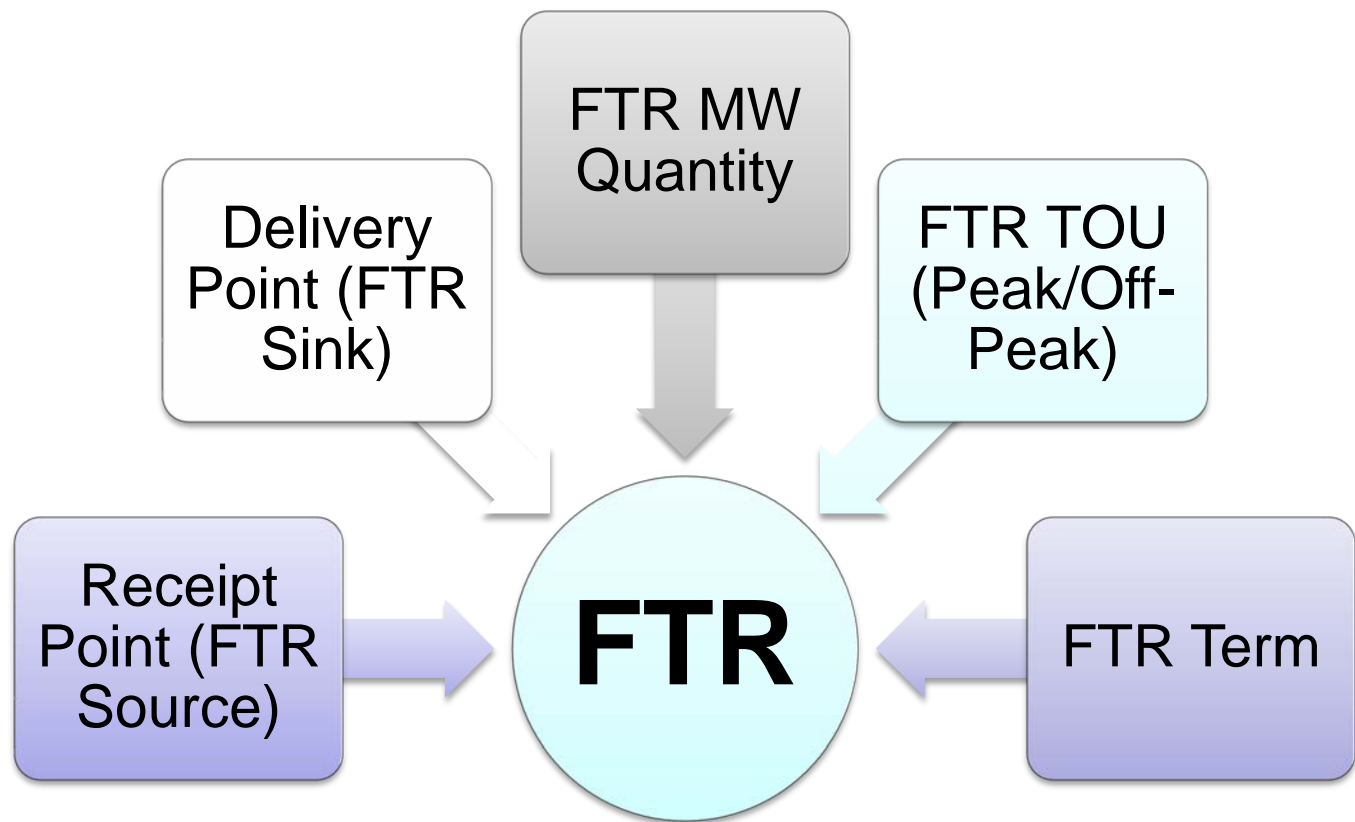 FTR MW
Quantity
Delivery
Point (FTR
Sink)
FTR TOU
(Peak/Off-
Peak)
Receipt
Point (FTR
Source)
FTR
FTR Term